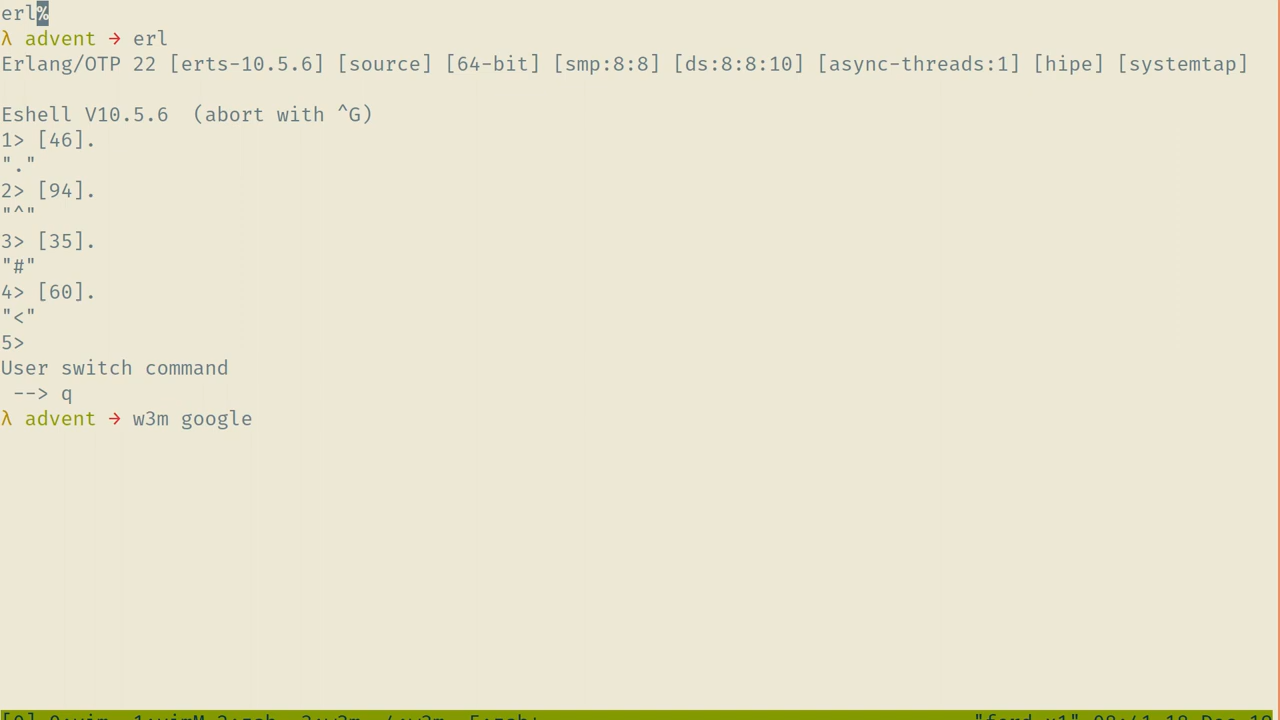 erl%
λ advent → erl
Erlang/OTP 22 [erts-10.5.6] [source] [64-bit] [smp:8:8] [ds:8:8:10] [async-threads:1] [hipe] [systemtap]
Eshell V10.5.6  (abort with ^G)
1> [46].
"."
2> [94].
"^"
3> [35].
"#"
4> [60].
"<"
5>
User switch command
 --> q
λ advent → w3m google